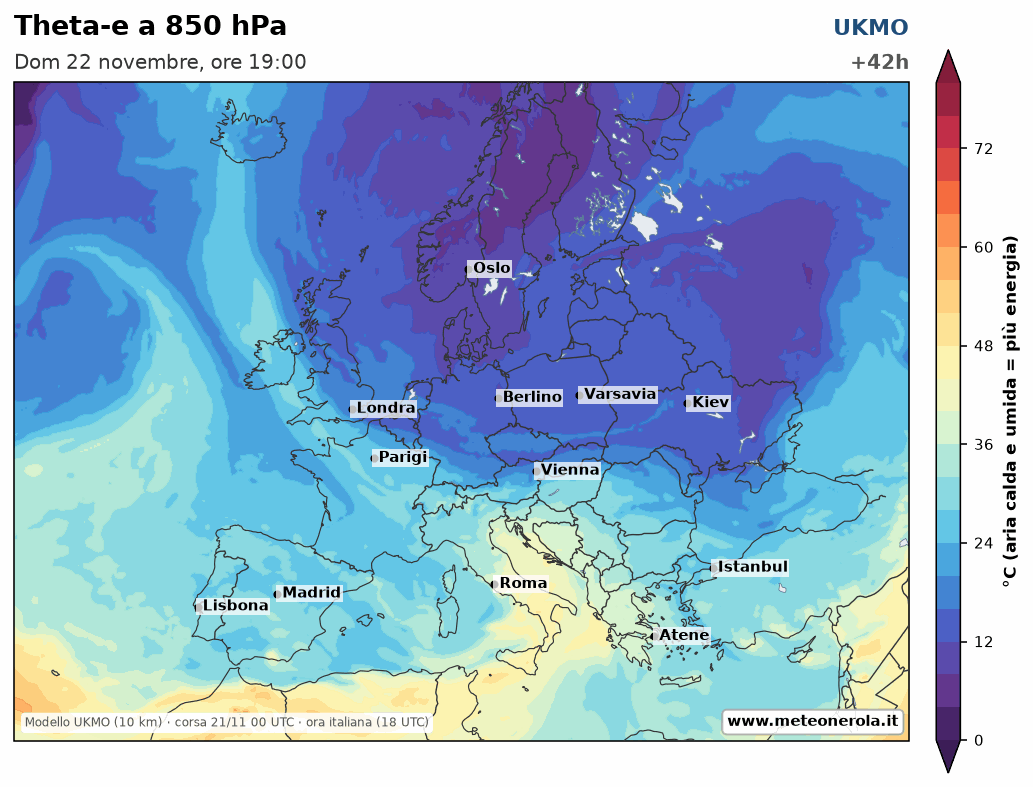 Theta-e a 850 hPa
UKMO
Dom 22 novembre, ore 19:00
+42h
72
60
48
36
24
12
0
°C (aria calda e umida = più energia)
Oslo
Berlino
Varsavia
Kiev
Londra
Parigi
Vienna
Istanbul
Roma
Madrid
Lisbona
Atene
Modello UKMO (10 km) · corsa 21/11 00 UTC · ora italiana (18 UTC)
www.meteonerola.it